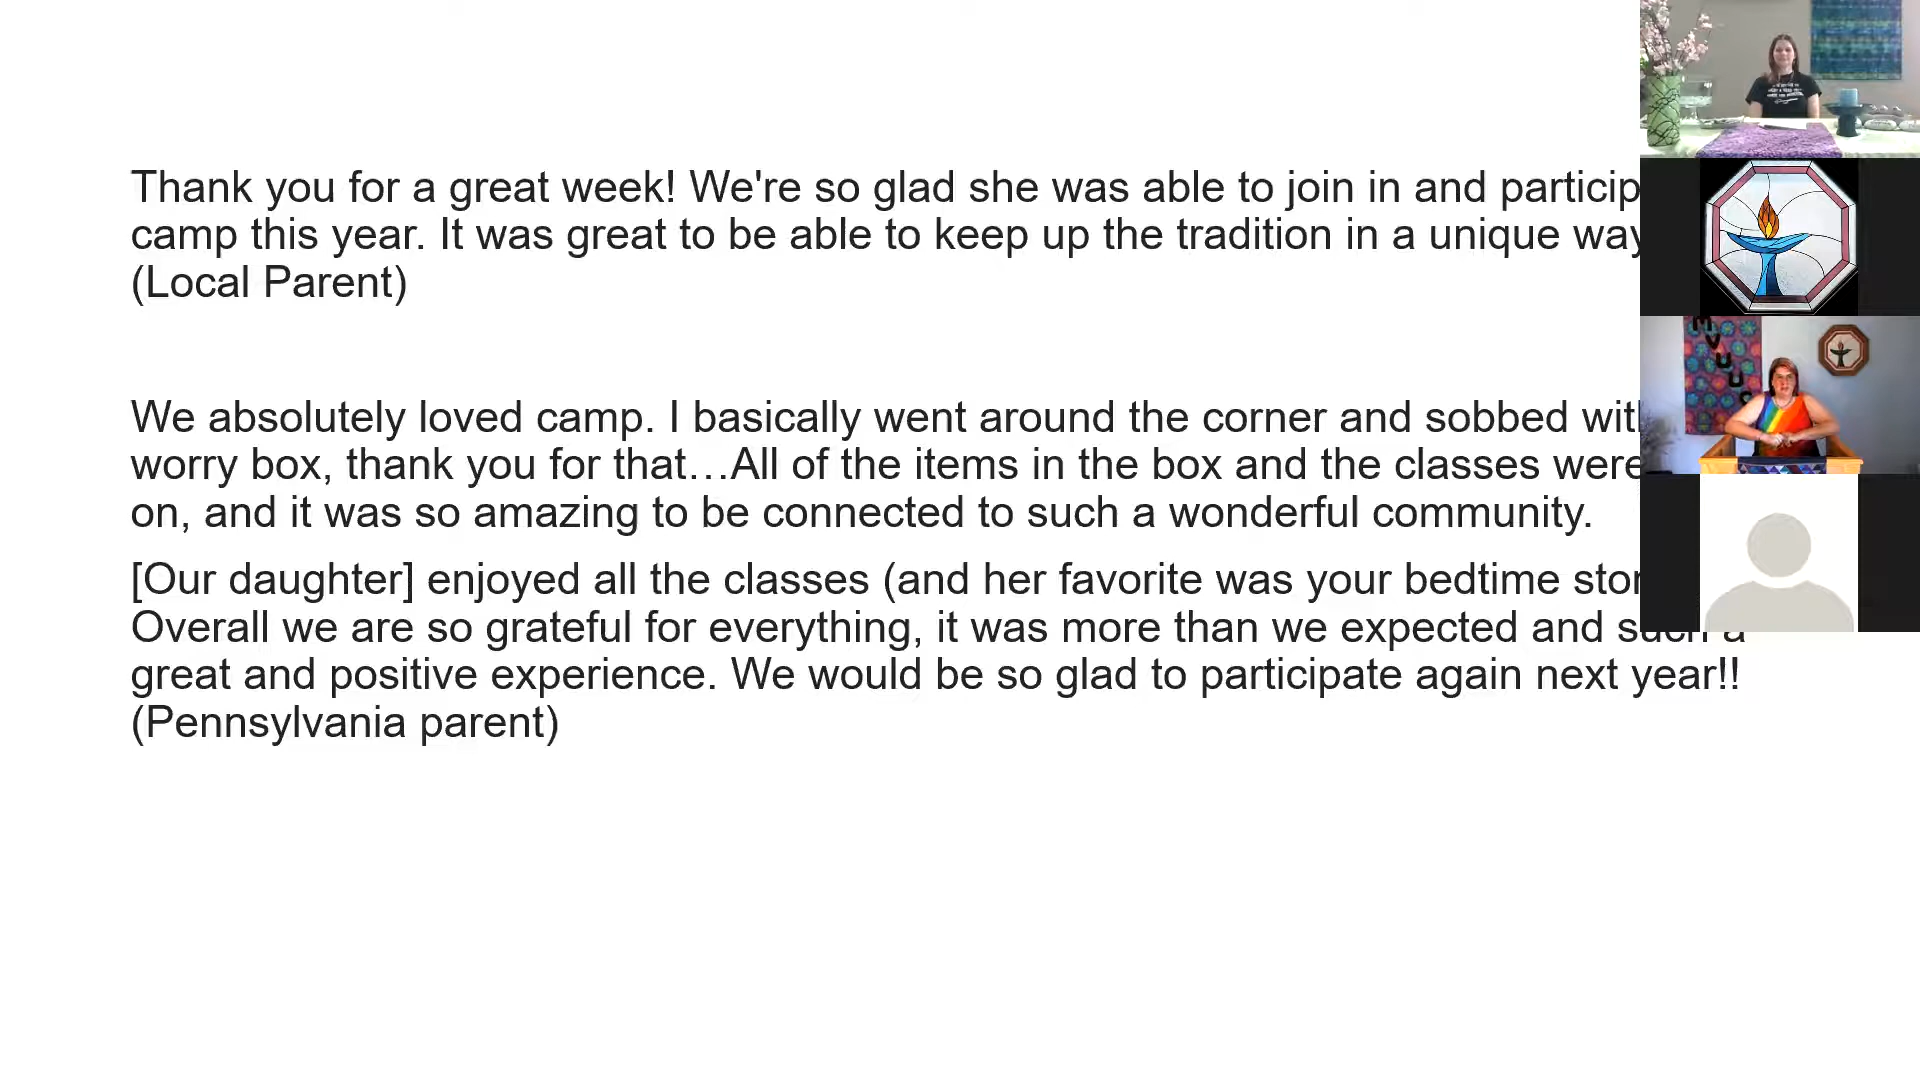 Thank you for a great week! We're so glad she was able to join in and
camp this year. It was great to be able to keep up the tradition in a unique way
(Local Parent)
We absolutely loved camp. I basically went around the corner and sobbed
worry box, thank you for that…All of the items in the box and the classes were
on, and it was so amazing to be connected to such a wonderful community.
[Our daughter] enjoyed all the classes (and her favorite was your bedtime
Overall we are so grateful for everything, it was more than we expected and such a
great and positive experience. We would be so glad to participate again next year!!
(Pennsylvania parent)